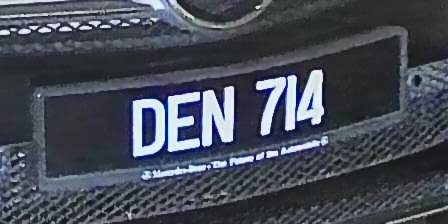 DEN 714
Mercedes-Benz - The Future of the Automobile